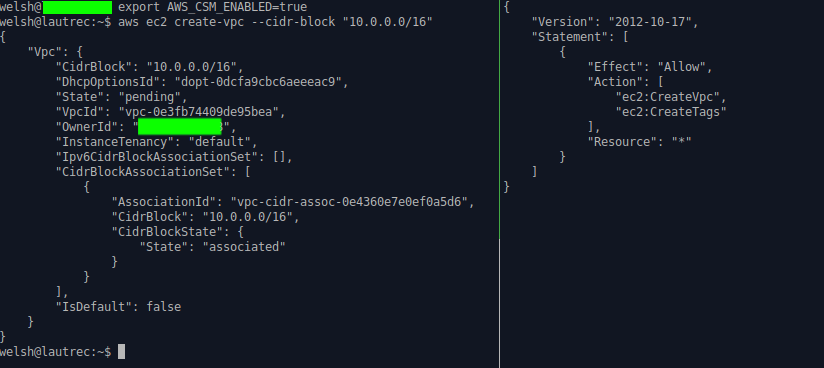 welsh@ export AWS_CSM_ENABLED=true
welsh@lautrec:~$ aws ec2 create-vpc --cidr-block "10.0.0.0/16"
{
    "Vpc": {
        "CidrBlock": "10.0.0.0/16",
        "DhcpOptionsId": "dopt-0dcfa9cbc6aeeeac9",
        "State": "pending",
        "VpcId": "vpc-0e3fb74409de95bea",
        "OwnerId": "",
        "InstanceTenancy": "default",
        "Ipv6CidrBlockAssociationSet": [],
        "CidrBlockAssociationSet": [
            {
                "AssociationId": "vpc-cidr-assoc-0e4360e7e0ef0a5d6",
                "CidrBlock": "10.0.0.0/16",
                "CidrBlockState": {
                    "State": "associated"
                }
            }
        ],
        "IsDefault": false
    }
}
welsh@lautrec:~$
{
    "Version": "2012-10-17",
    "Statement": [
        {
            "Effect": "Allow",
            "Action": [
                "ec2:CreateVpc",
                "ec2:CreateTags"
            ],
            "Resource": "*"
        }
    ]
}